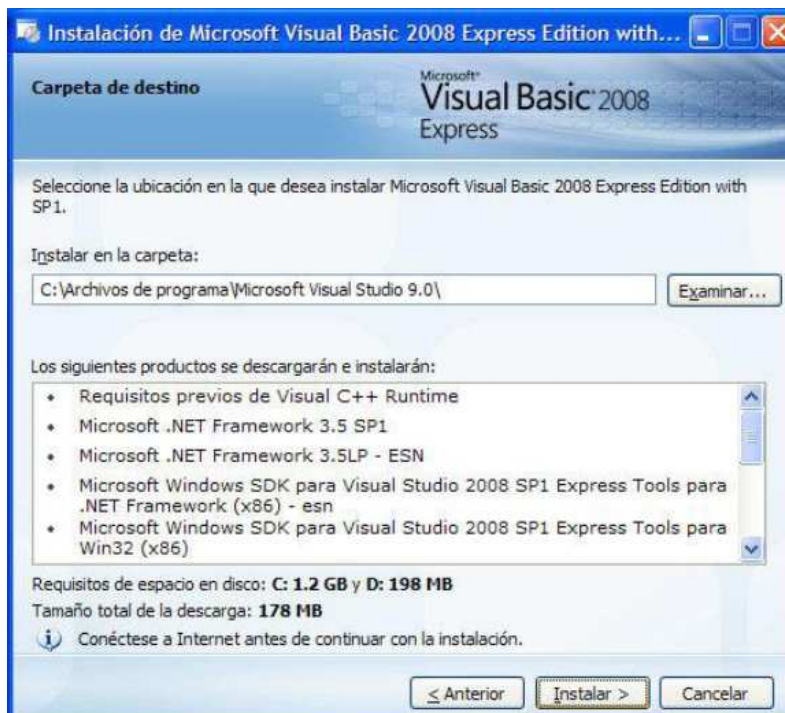 Instalación de Microsoft Visual Basic 2008 Express Edition with...
Carpeta de destino
Microsoft®
Visual Basic 2008
Express
Seleccione la ubicación en la que desea instalar Microsoft Visual Basic 2008 Express Edition with
SP1.
Instalar en la carpeta:
C:\Archivos de programa\Microsoft Visual Studio 9.0\
Examinar...
Los siguientes productos se descargarán e instalarán:
• Requisitos previos de Visual C++ Runtime
• Microsoft .NET Framework 3.5 SP1
• Microsoft .NET Framework 3.5LP - ESN
• Microsoft Windows SDK para Visual Studio 2008 SP1 Express Tools para
.NET Framework (x86) - esn
• Microsoft Windows SDK para Visual Studio 2008 SP1 Express Tools para
Win32 (x86)
Requisitos de espacio en disco: C: 1.2 GB y D: 198 MB
Tamaño total de la descarga: 178 MB
Conéctese a Internet antes de continuar con la instalación.
< Anterior
Instalar >
Cancelar